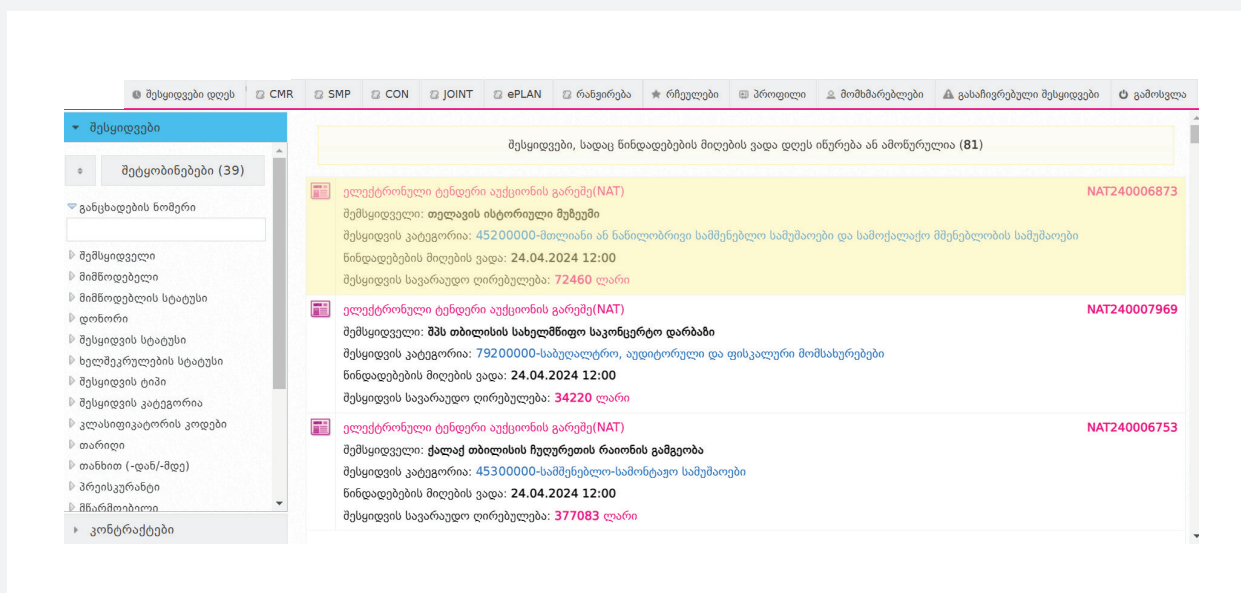 შესყიდვები დღეს CMR SMP CON JOINT ePLAN რანჟირება რჩეულები პროფილი მომხმარებლები გასაჩივრებული შესყიდვები გამოსვლა
შესყიდვები
შეტყობინებები (39)
განცხადების ნომერი
შემსყიდველი
მიმწოდებელი
მიმწოდებლის სტატუსი
დონორი
შესყიდვის სტატუსი
ხელშეკრულების სტატუსი
შესყიდვის ტიპი
შესყიდვის კატეგორია
კლასიფიკატორის კოდები
თარიღი
თანხით (-დან/-მდე)
პრეისკურანტი
მწარმოებელი
კონტრაქტები
შესყიდვები, სადაც წინდადებების მიღების ვადა დღეს იწურება ან ამოწურულია (81)
ელექტრონული ტენდერი აუქციონის გარეშე(NAT) NAT240006873
შემსყიდველი: თელავის ისტორიული მუზეუმი
შესყიდვის კატეგორია: 45200000-მთლიანი ან ნაწილობრივი სამშენებლო სამუშაოები და სამოქალაქო მშენებლობის სამუშაოები
წინდადებების მიღების ვადა: 24.04.2024 12:00
შესყიდვის სავარაუდო ღირებულება: 72460 ლარი
ელექტრონული ტენდერი აუქციონის გარეშე(NAT) NAT240007969
შემსყიდველი: შპს თბილისის სახელმწიფო საკონცერტო დარბაზი
შესყიდვის კატეგორია: 79200000-საბუღალტრო, აუდიტორული და ფისკალური მომსახურებები
წინდადებების მიღების ვადა: 24.04.2024 12:00
შესყიდვის სავარაუდო ღირებულება: 34220 ლარი
ელექტრონული ტენდერი აუქციონის გარეშე(NAT) NAT240006753
შემსყიდველი: ქალაქ თბილისის ჩუღურეთის რაიონის გამგეობა
შესყიდვის კატეგორია: 45300000-სამშენებლო-სამონტაჟო სამუშაოები
წინდადებების მიღების ვადა: 24.04.2024 12:00
შესყიდვის სავარაუდო ღირებულება: 377083 ლარი